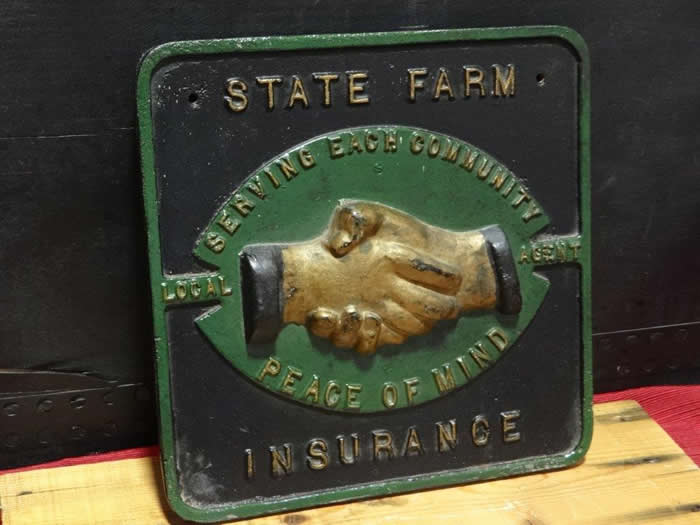 STATE FARM
SERVING EACH COMMUNITY
LOCAL AGENT
PEACE OF MIND
INSURANCE